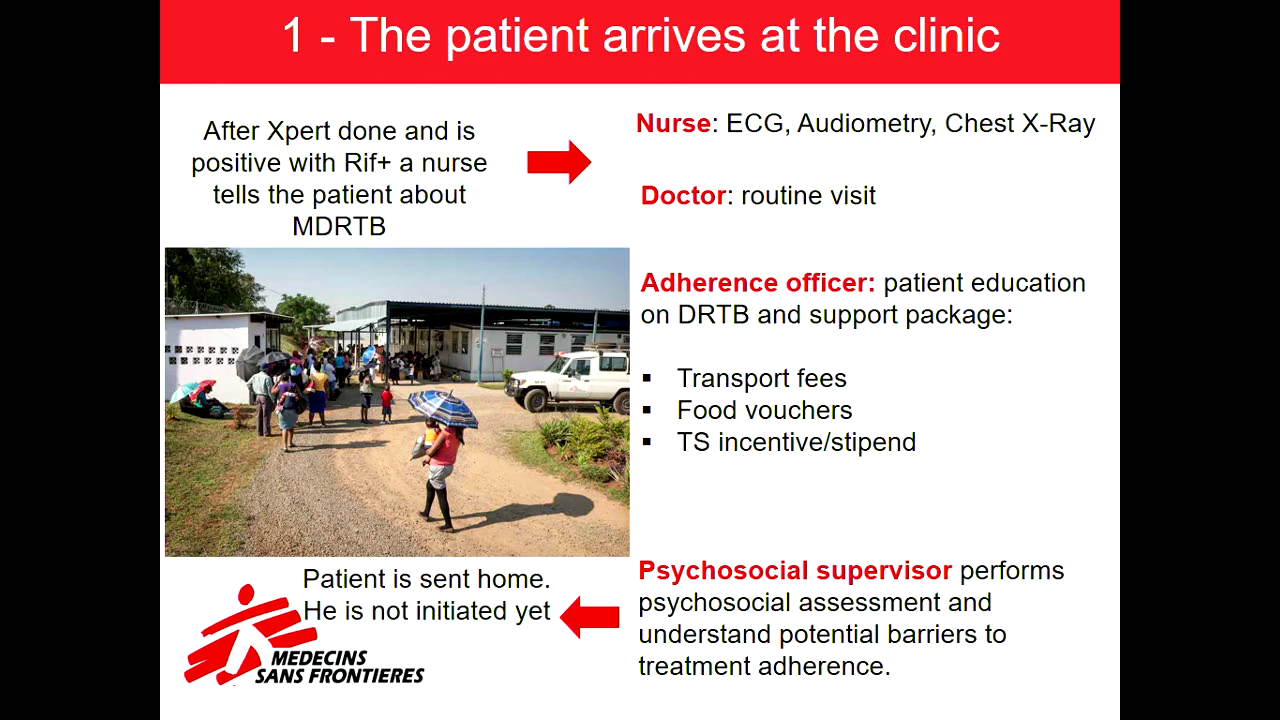 1 - The patient arrives at the clinic
After Xpert done and is
positive with Rif+ a nurse
tells the patient about
MDRTB
Nurse: ECG, Audiometry, Chest X-Ray
Doctor: routine visit
Adherence officer: patient education
on DRTB and support package:
▪ Transport fees
▪ Food vouchers
▪ TS incentive/stipend
Psychosocial supervisor performs
psychosocial assessment and
understand potential barriers to
treatment adherence.
Patient is sent home.
He is not initiated yet
MEDECINS
SANS FRONTIERES